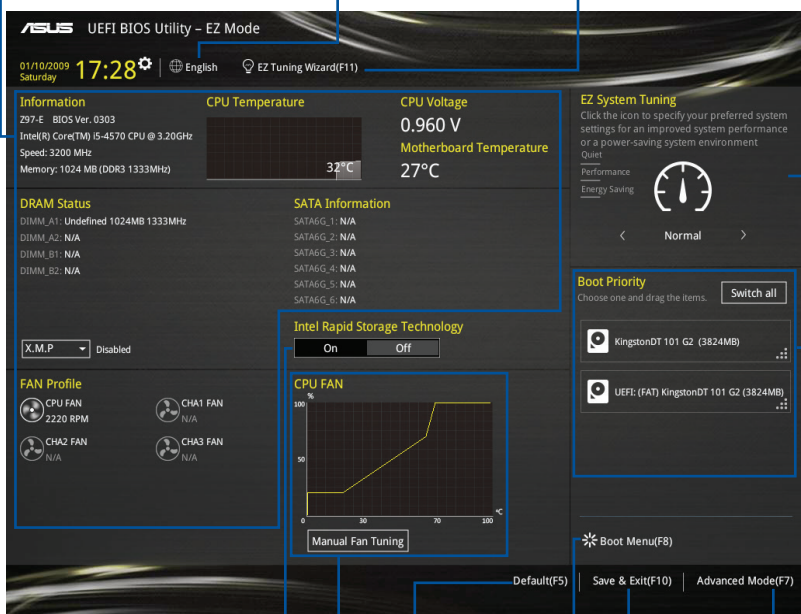 ASUS UEFI BIOS Utility – EZ Mode
01/10/2009
Saturday
17:28
English
EZ Tuning Wizard(F11)
Information
Z97-E BIOS Ver. 0303
Intel(R) Core(TM) i5-4570 CPU @ 3.20GHz
Speed: 3200 MHz
Memory: 1024 MB (DDR3 1333MHz)
CPU Temperature
32°C
CPU Voltage
0.960 V
Motherboard Temperature
27°C
EZ System Tuning
Click the icon to specify your preferred system
settings for an improved system performance
or a power-saving system environment
Quiet
Performance
Energy Saving
Normal
DRAM Status
DIMM_A1: Undefined 1024MB 1333MHz
DIMM_A2: N/A
DIMM_B1: N/A
DIMM_B2: N/A
X.M.P
Disabled
SATA Information
SATA6G_1: N/A
SATA6G_2: N/A
SATA6G_3: N/A
SATA6G_4: N/A
SATA6G_5: N/A
SATA6G_6: N/A
Intel Rapid Storage Technology
On
Off
Boot Priority
Choose one and drag the items.
Switch all
KingstonDT 101 G2 (3824MB)
UEFI: (FAT) KingstonDT 101 G2 (3824MB)
FAN Profile
CPU FAN
2220 RPM
CHA1 FAN
N/A
CHA2 FAN
N/A
CHA3 FAN
N/A
CPU FAN
%
100
50
0
30
70
100
°C
Manual Fan Tuning
Boot Menu(F8)
Default(F5)
Save & Exit(F10)
Advanced Mode(F7)